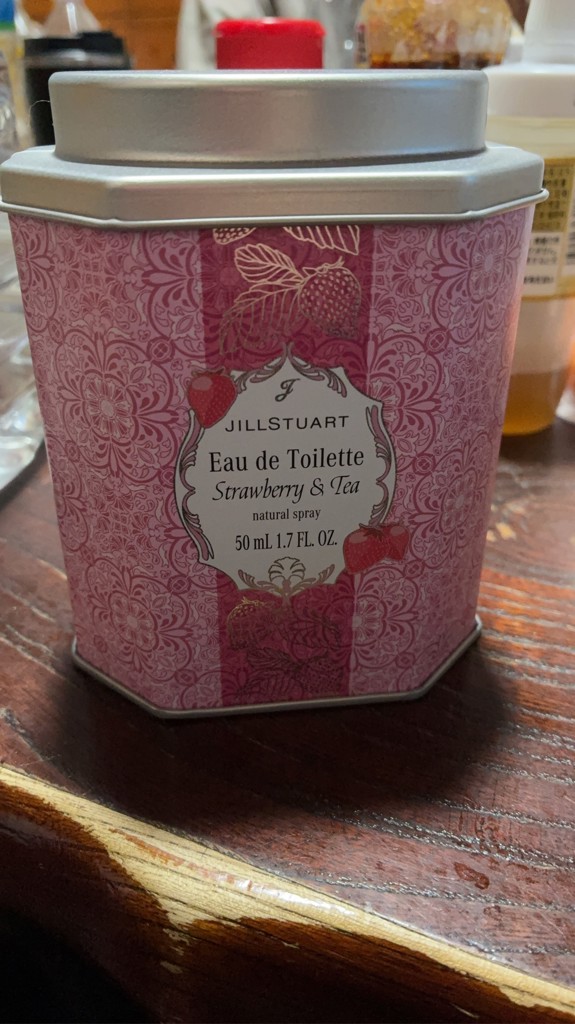 J
JILLSTUART
Eau de Toilette
Strawberry & Tea
natural spray
50 mL 1.7 FL. OZ.